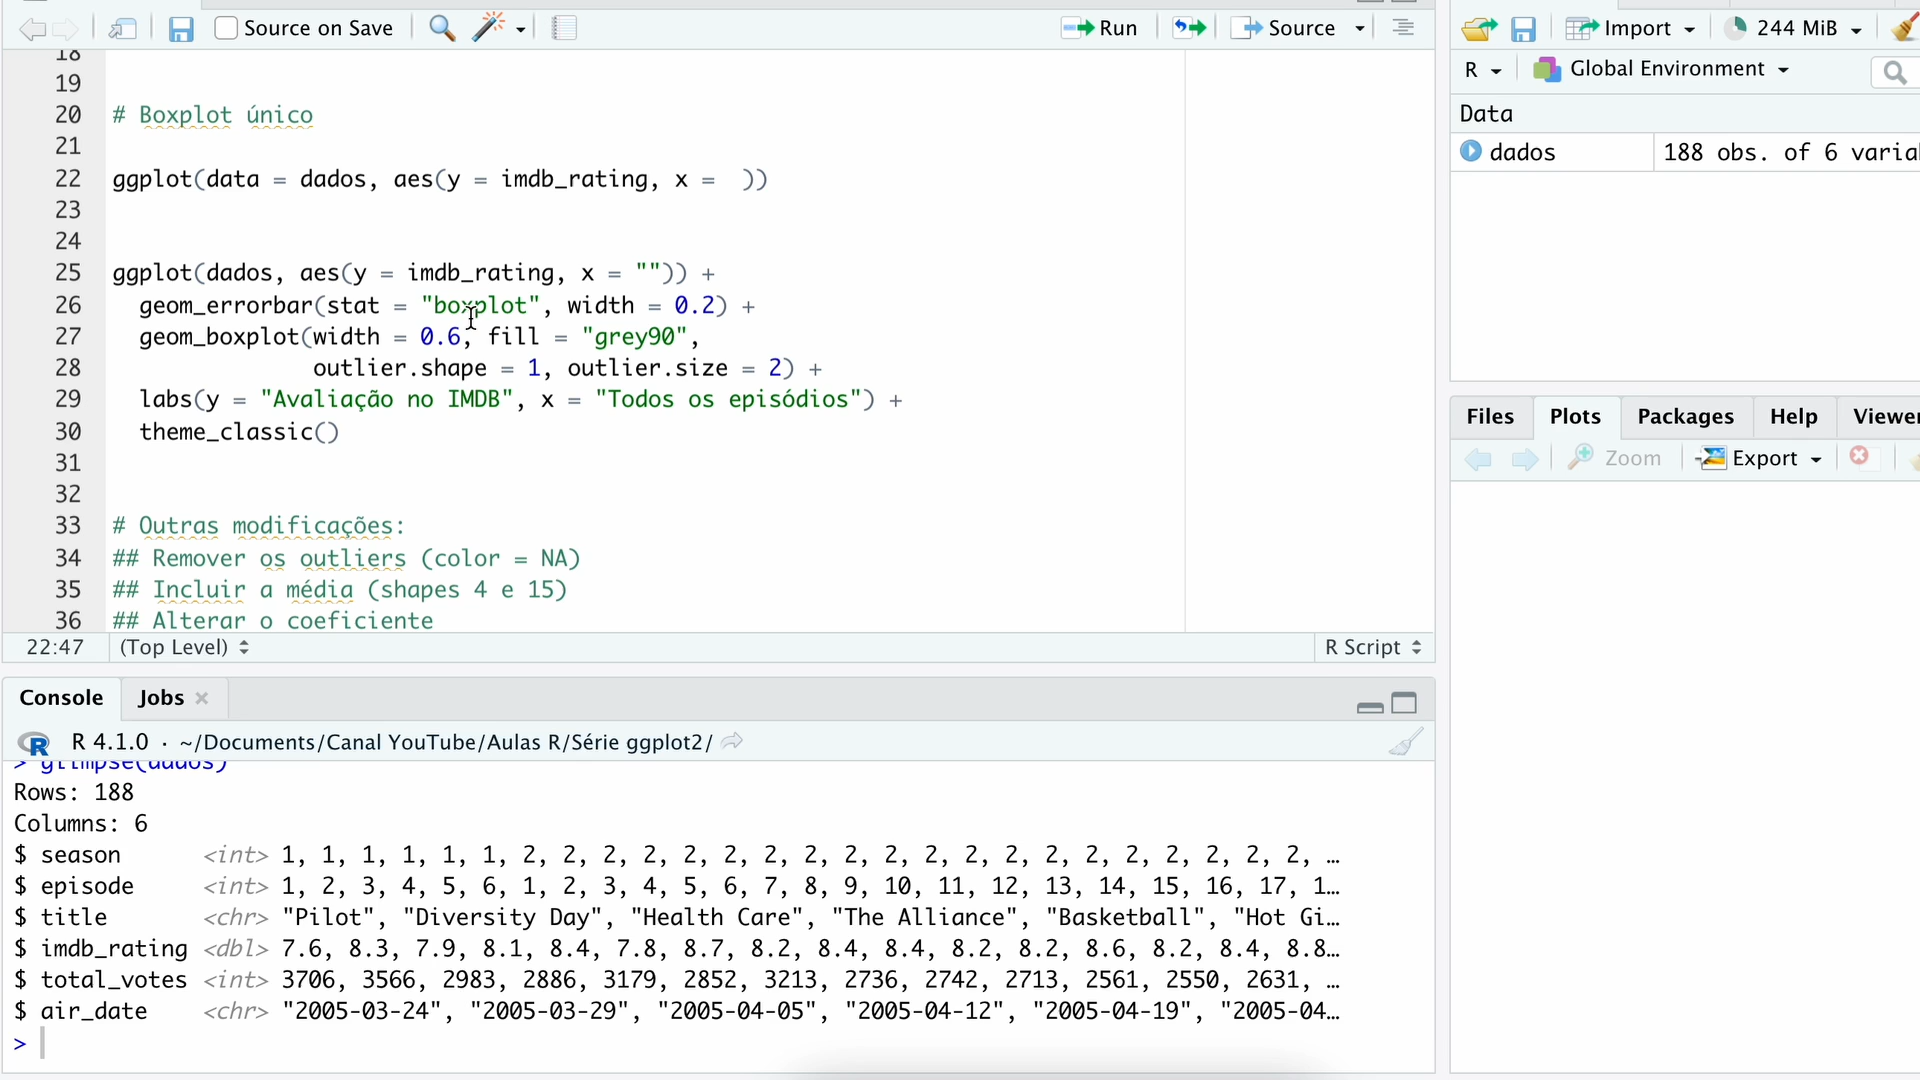 Source on Save
Run
Source
18
19
20 # Boxplot único
21
22 ggplot(data = dados, aes(y = imdb_rating, x =  ))
23
24
25 ggplot(dados, aes(y = imdb_rating, x = "")) +
26   geom_errorbar(stat = "boxplot", width = 0.2) +
27   geom_boxplot(width = 0.6, fill = "grey90",
28                outlier.shape = 1, outlier.size = 2) +
29   labs(y = "Avaliação no IMDB", x = "Todos os episódios") +
30   theme_classic()
31
32
33 # Outras modificações:
34 ## Remover os outliers (color = NA)
35 ## Incluir a média (shapes 4 e 15)
36 ## Alterar o coeficiente
22:47 (Top Level) R Script
Console Jobs
R 4.1.0 · ~/Documents/Canal YouTube/Aulas R/Série ggplot2/
> glimpse(dados)
Rows: 188
Columns: 6
$ season <int> 1, 1, 1, 1, 1, 1, 2, 2, 2, 2, 2, 2, 2, 2, 2, 2, 2, 2, 2, 2, 2, 2, 2, 2, 2, 2, …
$ episode <int> 1, 2, 3, 4, 5, 6, 1, 2, 3, 4, 5, 6, 7, 8, 9, 10, 11, 12, 13, 14, 15, 16, 17, 1…
$ title <chr> "Pilot", "Diversity Day", "Health Care", "The Alliance", "Basketball", "Hot Gi…
$ imdb_rating <dbl> 7.6, 8.3, 7.9, 8.1, 8.4, 7.8, 8.7, 8.2, 8.4, 8.4, 8.2, 8.2, 8.6, 8.2, 8.4, 8.8…
$ total_votes <int> 3706, 3566, 2983, 2886, 3179, 2852, 3213, 2736, 2742, 2713, 2561, 2550, 2631, …
$ air_date <chr> "2005-03-24", "2005-03-29", "2005-04-05", "2005-04-12", "2005-04-19", "2005-04…
>
Import 244 MiB
R Global Environment
Data
dados 188 obs. of 6 varia
Files Plots Packages Help Viewer
Zoom Export